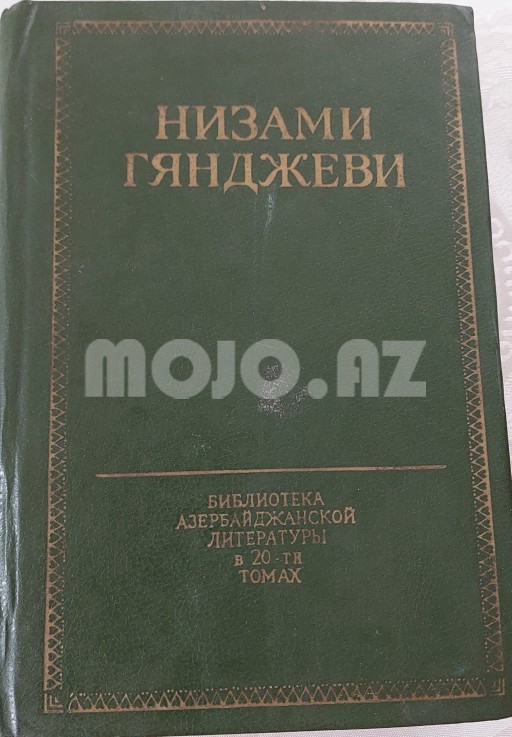 НИЗАМИ
ГЯНДЖЕВИ
MOJO.AZ
БИБЛИОТЕКА
АЗЕРБАЙДЖАНСКОЙ
ЛИТЕРАТУРЫ
в 20-ти
ТОМАХ